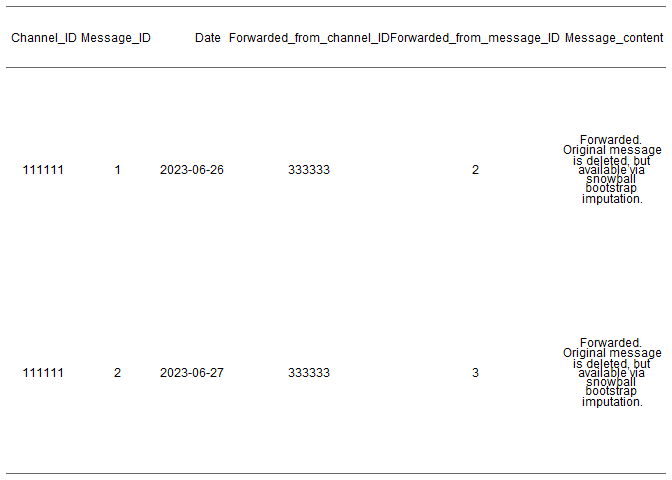 Channel_ID Message_ID Date Forwarded_from_channel_ID Forwarded_from_message_ID Message_content
Forwarded.
Original message
is deleted, but
available via
snowball
bootstrap
imputation.
111111 1 2023-06-26 333333 2
Forwarded.
Original message
is deleted, but
available via
snowball
bootstrap
imputation.
111111 2 2023-06-27 333333 3